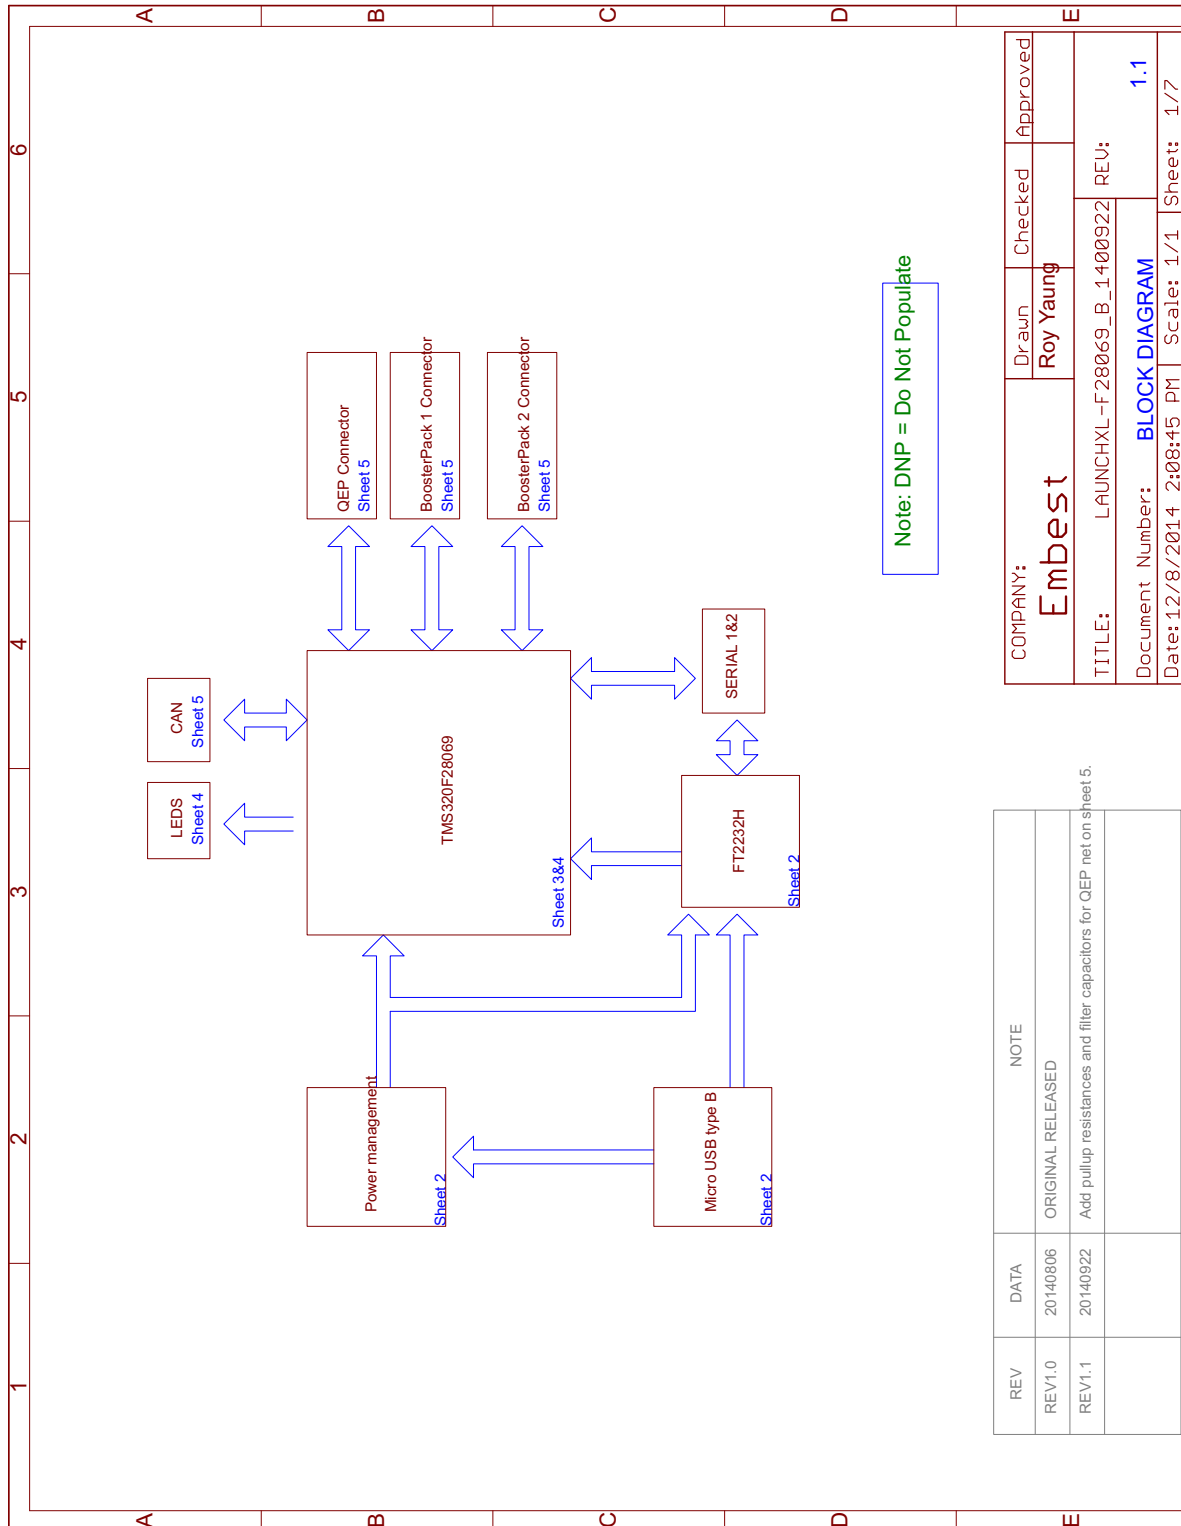 A
B
C
D
E
6
5
4
3
2
1
CAN
Sheet 5
LEDS
Sheet 4
TMS320F28069
Sheet 3&4
QEP Connector
Sheet 5
BoosterPack 1 Connector
Sheet 5
BoosterPack 2 Connector
Sheet 5
Power management
Sheet 2
Micro USB type B
Sheet 2
FT2232H
Sheet 2
SERIAL 1&2
Note: DNP = Do Not Populate
REV DATA NOTE
REV1.0 20140806 ORIGINAL RELEASED
REV1.1 20140922 Add pullup resistances and filter capacitors for QEP net on sheet 5.
COMPANY:
Embest
Drawn Checked Approved
Roy Yaung
TITLE: LAUNCHXL-F28069_B_1400922 REV:
1.1
Document Number: BLOCK DIAGRAM
Date: 12/8/2014 2:08:45 PM Scale: 1/1 Sheet: 1/7
A
B
C
D
E